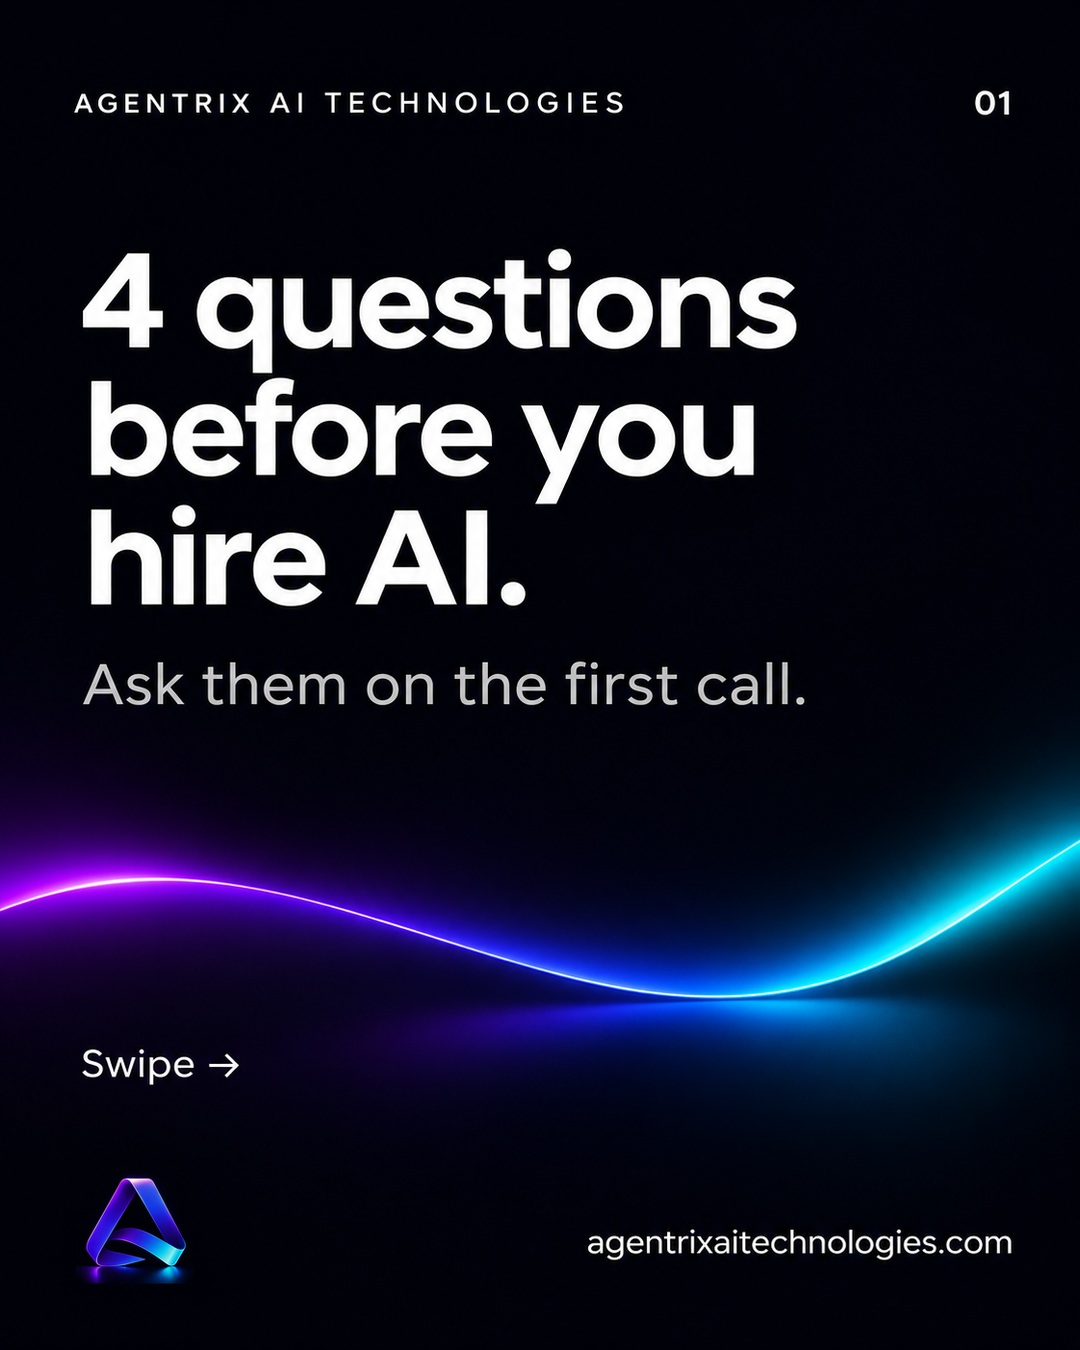 AGENTRIX AI TECHNOLOGIES
01
4 questions
before you
hire AI.
Ask them on the first call.
Swipe →
agentrixaitechnologies.com